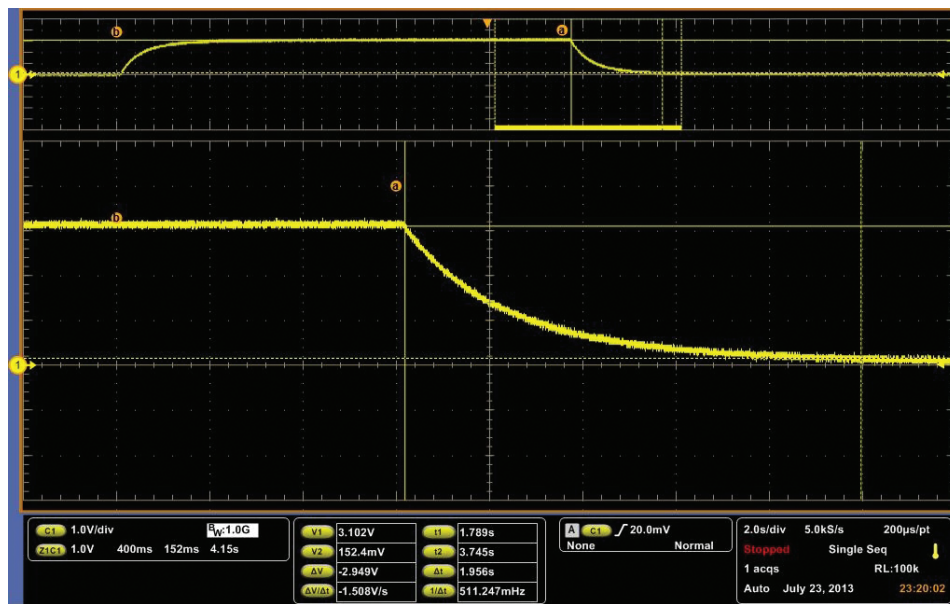 b
a
1
a
b
1
C1 1.0V/div BW:1.0G
Z1C1 1.0V 400ms 152ms 4.15s
V1 3.102V t1 1.789s
V2 152.4mV t2 3.745s
ΔV -2.949V Δt 1.956s
ΔV/Δt -1.508V/s 1/Δt 511.247mHz
A C1 20.0mV
None Normal
2.0s/div 5.0kS/s 200µs/pt
Stopped Single Seq
1 acqs RL:100k
Auto July 23, 2013 23:20:02